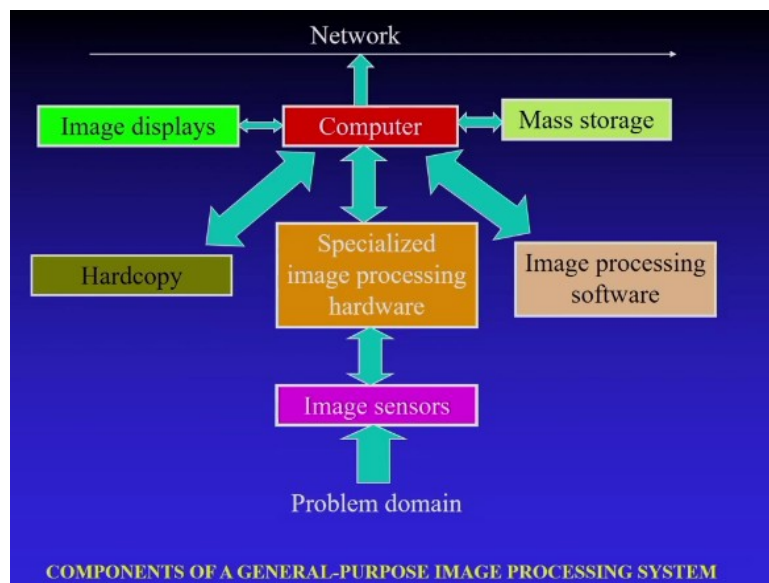 Network
Image displays
Computer
Mass storage
Hardcopy
Specialized
image processing
hardware
Image processing
software
Image sensors
Problem domain
COMPONENTS OF A GENERAL-PURPOSE IMAGE PROCESSING SYSTEM